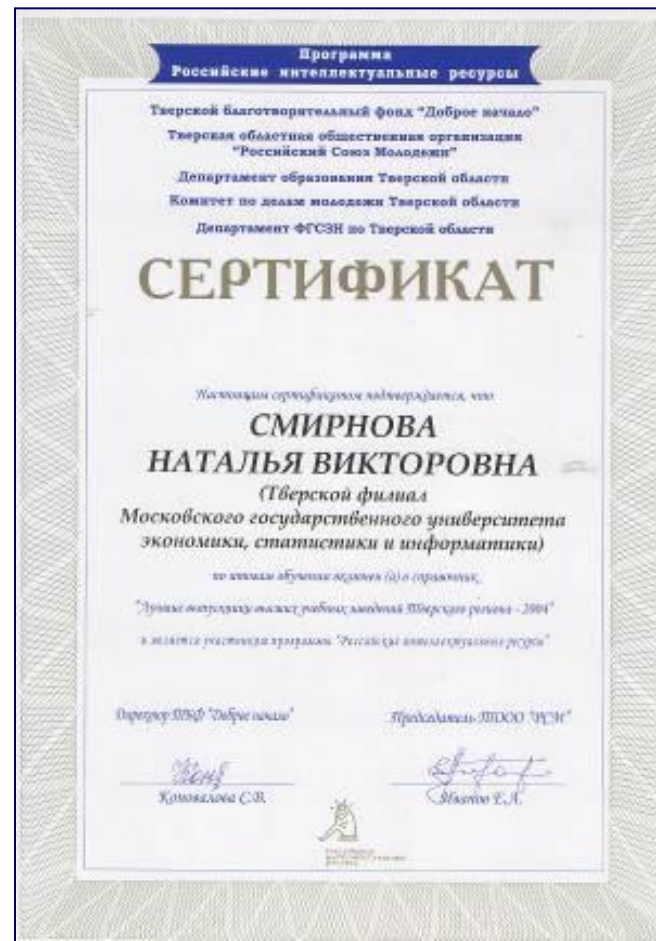 Программа
Российские интеллектуальные ресурсы
Тверской благотворительный фонд "Доброе начало"
Тверская областная общественная организация
"Российский Союз Молодежи"
Департамент образования Тверской области
Комитет по делам молодежи Тверской области
Департамент ФГСЗН по Тверской области
СЕРТИФИКАТ
Настоящим сертификатом подтверждается, что
СМИРНОВА
НАТАЛЬЯ ВИКТОРОВНА
(Тверской филиал
Московского государственного университета
экономики, статистики и информатики)
по итогам обучения включен (а) в справочник
"Лучшие выпускники высших учебных заведений Тверского региона - 2004"
и является участником программы "Российские интеллектуальные ресурсы"
Директор ТБФ "Доброе начало"
Председатель ТООО "РСМ"
Коновалова С.В.
Иванов Е.А.